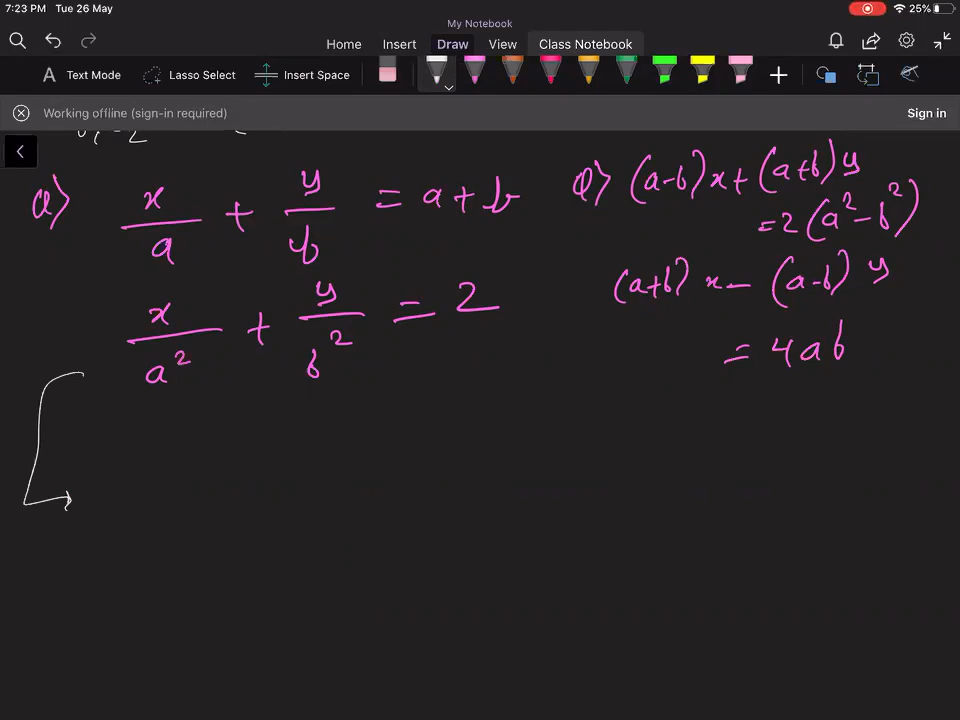 7:23 PM Tue 26 May 25%
My Notebook
Home Insert Draw View Class Notebook
Text Mode Lasso Select Insert Space
Working offline (sign-in required) Sign in
Q> x/a + y/b = a + b
x/a² + y/b² = 2
Q> (a-b)x + (a+b)y
= 2(a² - b²)
(a+b)x - (a-b)y
= 4ab